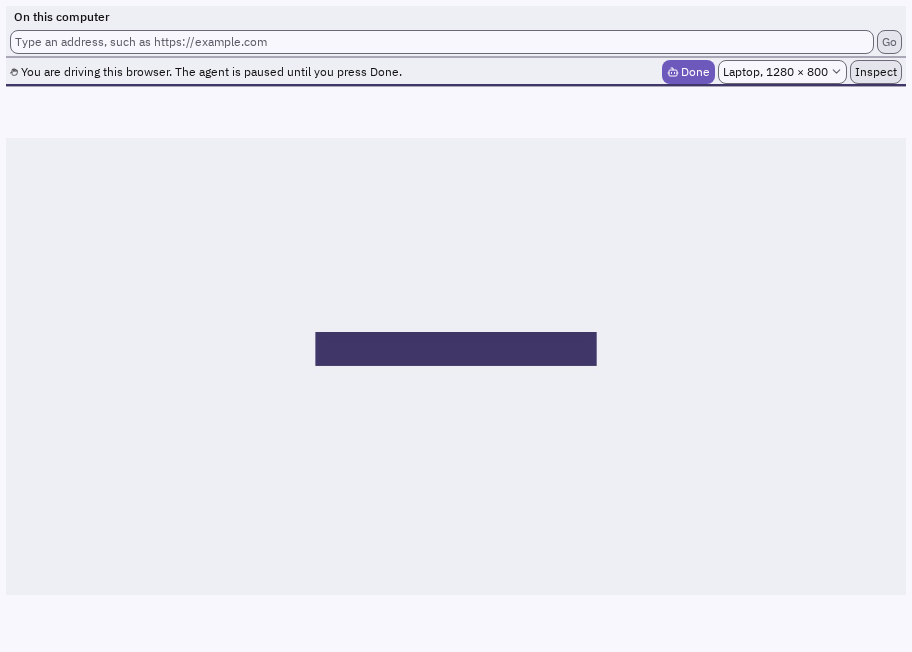 On this computer
Type an address, such as https://example.com
Go
You are driving this browser. The agent is paused until you press Done.
Done
Laptop, 1280 × 800
Inspect